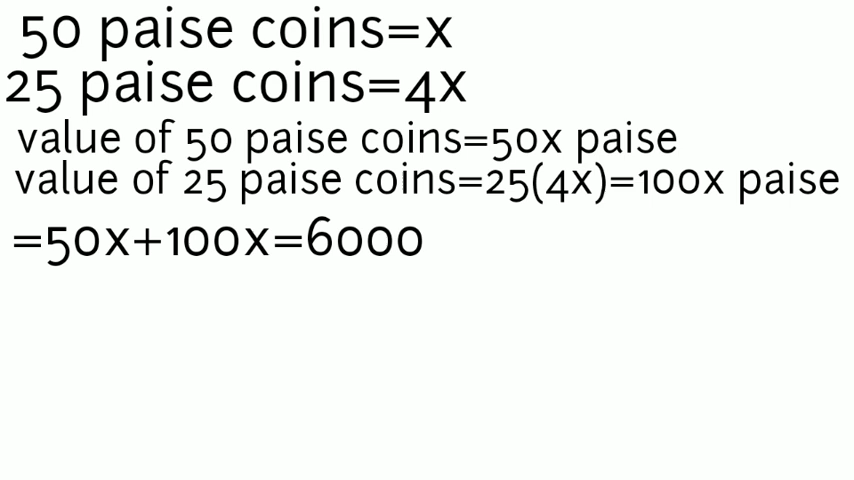 50 paise coins=x
25 paise coins=4x
value of 50 paise coins=50x paise
value of 25 paise coins=25(4x)=100x paise
=50x+100x=6000